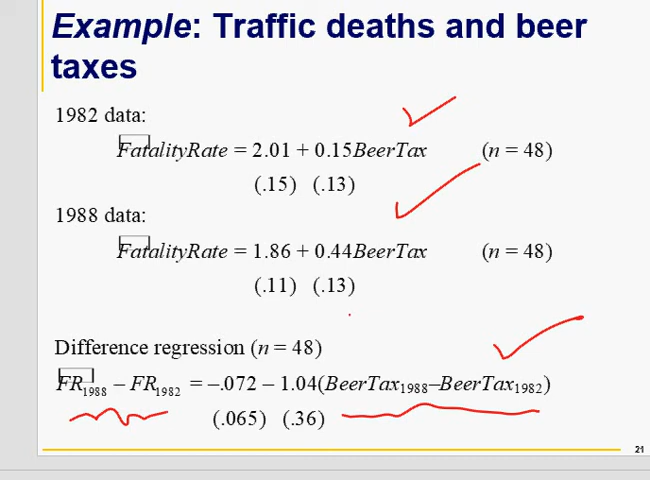 Example: Traffic deaths and beer
taxes
1982 data:
FatalityRate = 2.01 + 0.15BeerTax (n = 48)
(.15) (.13)
1988 data:
FatalityRate = 1.86 + 0.44BeerTax (n = 48)
(.11) (.13)
Difference regression (n = 48)
FR1988 – FR1982 = –.072 – 1.04(BeerTax1988–BeerTax1982)
(.065) (.36)
21